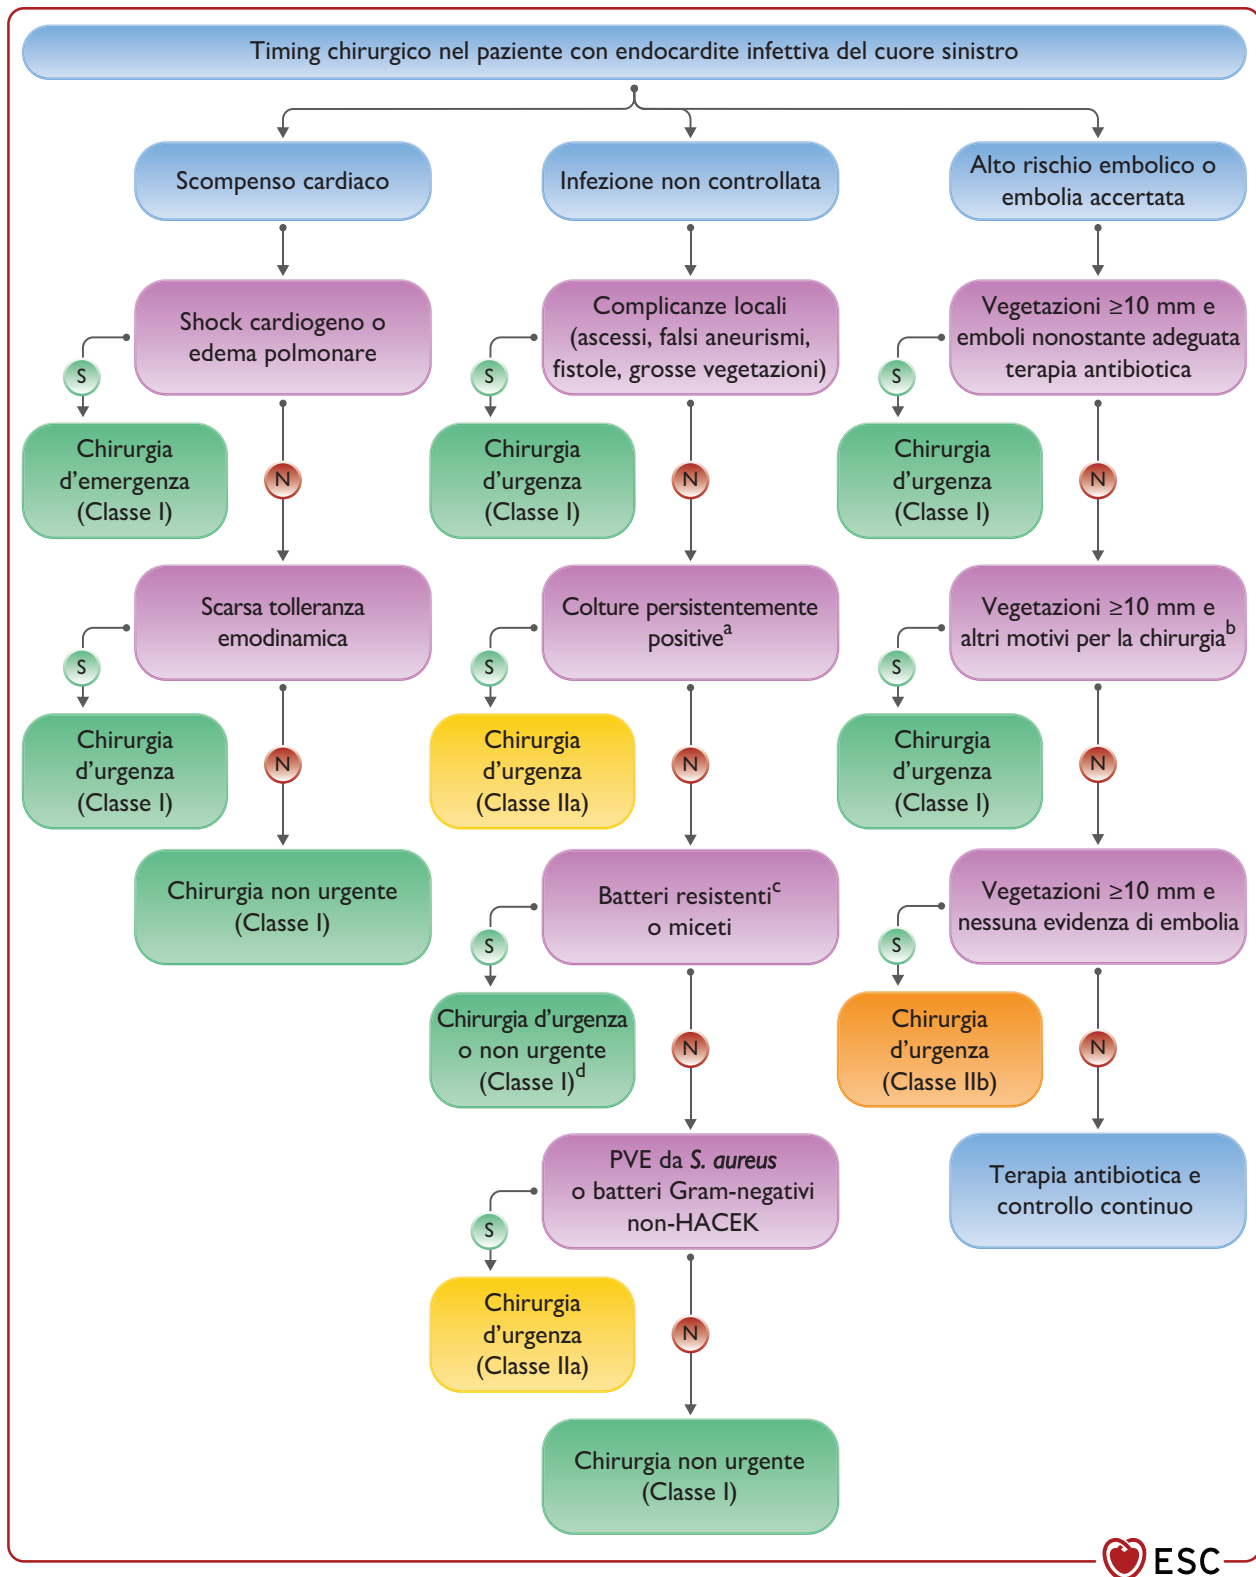 Timing chirurgico nel paziente con endocardite infettiva del cuore sinistro
Scompenso cardiaco
Shock cardiogeno o
edema polmonare
S
Chirurgia
d'emergenza
(Classe I)
N
Scarsa tolleranza
emodinamica
S
Chirurgia
d'urgenza
(Classe I)
N
Chirurgia non urgente
(Classe I)
Infezione non controllata
Complicanze locali
(ascessi, falsi aneurismi,
fistole, grosse vegetazioni)
S
Chirurgia
d'urgenza
(Classe I)
N
Colture persistentemente
positive^a
S
Chirurgia
d'urgenza
(Classe IIa)
N
Batteri resistenti^c
o miceti
S
Chirurgia d'urgenza
o non urgente
(Classe I)^d
N
PVE da S. aureus
o batteri Gram-negativi
non-HACEK
S
Chirurgia
d'urgenza
(Classe IIa)
N
Chirurgia non urgente
(Classe I)
Alto rischio embolico o
embolia accertata
Vegetazioni ≥10 mm e
emboli nonostante adeguata
terapia antibiotica
S
Chirurgia
d'urgenza
(Classe I)
N
Vegetazioni ≥10 mm e
altri motivi per la chirurgia^b
S
Chirurgia
d'urgenza
(Classe I)
N
Vegetazioni ≥10 mm e
nessuna evidenza di embolia
S
Chirurgia
d'urgenza
(Classe IIb)
N
Terapia antibiotica e
controllo continuo
ESC